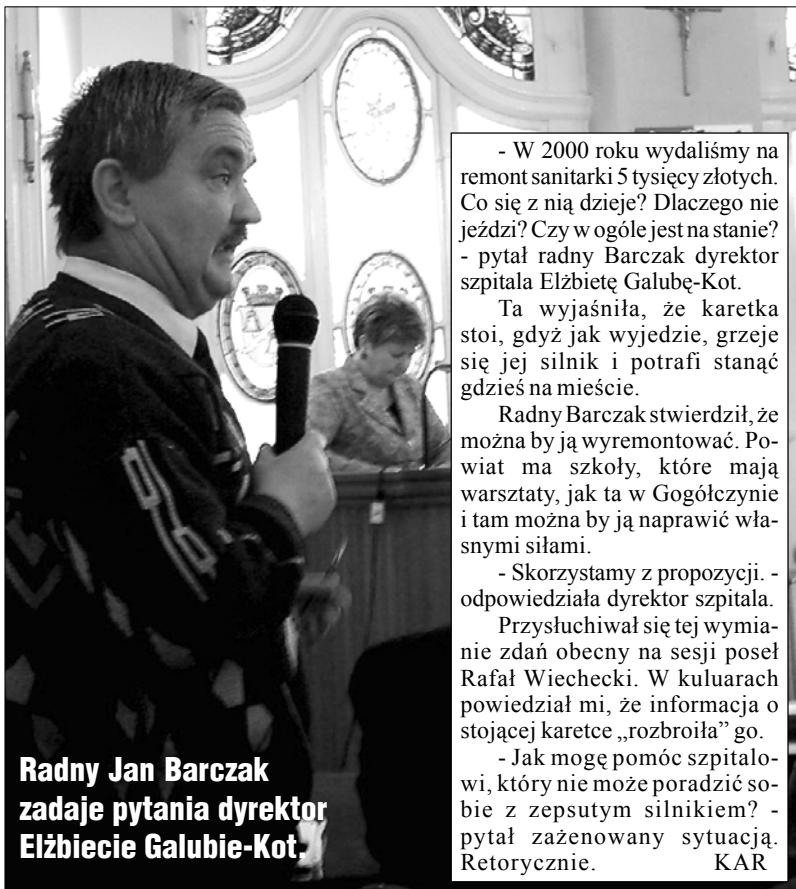 - W 2000 roku wydaliśmy na
remont sanitarki 5 tysięcy złotych.
Co się z nią dzieje? Dlaczego nie
jeździ? Czy w ogóle jest na stanie?
- pytał radny Barczak dyrektor
szpitala Elżbietę Galubę-Kot.
Ta wyjaśniła, że karetka
stoi, gdyż jak wyjedzie, grzeje
się jej silnik i potrafi stanąć
gdzieś na mieście.
Radny Barczak stwierdził, że
można by ją wyremontować. Po-
wiat ma szkoły, które mają
warsztaty, jak ta w Gogółczynie
i tam można by ją naprawić wła-
snymi siłami.
- Skorzystamy z propozycji. -
odpowiedziała dyrektor szpitala.
Przysłuchiwał się tej wymia-
nie zdań obecny na sesji poseł
Rafał Wiechecki. W kuluarach
powiedział mi, że informacja o
stojącej karetce „rozbroiła” go.
- Jak mogę pomóc szpitalo-
wi, który nie może poradzić so-
bie z zepsutym silnikiem? -
pytał zażenowany sytuacją.
Retorycznie. KAR
Radny Jan Barczak
zadaje pytania dyrektor
Elżbiecie Galubie-Kot.